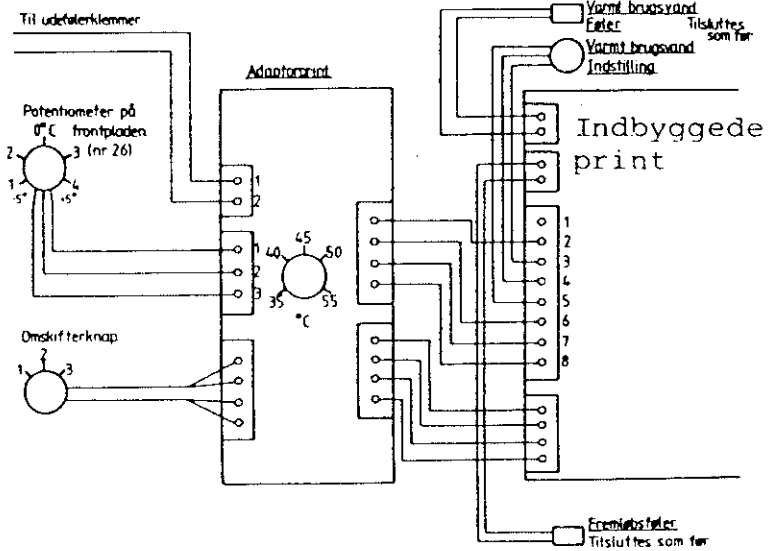 Til udefølerklemmer
Adaptorprint
Varmt brugsvand
Føler
Tilsluttes
som før
Varmt brugsvand
Indstilling
Potentiometer på
0°C frontpladen
(nr 26)
2 3
1 4
-5° +5°
1
2
1
2
3
45
40 50
35 55
°C
Omskifterknap
2
1 3
Indbyggede
print
1
2
3
4
5
6
7
8
Fremløbsføler
Tilsluttes som før